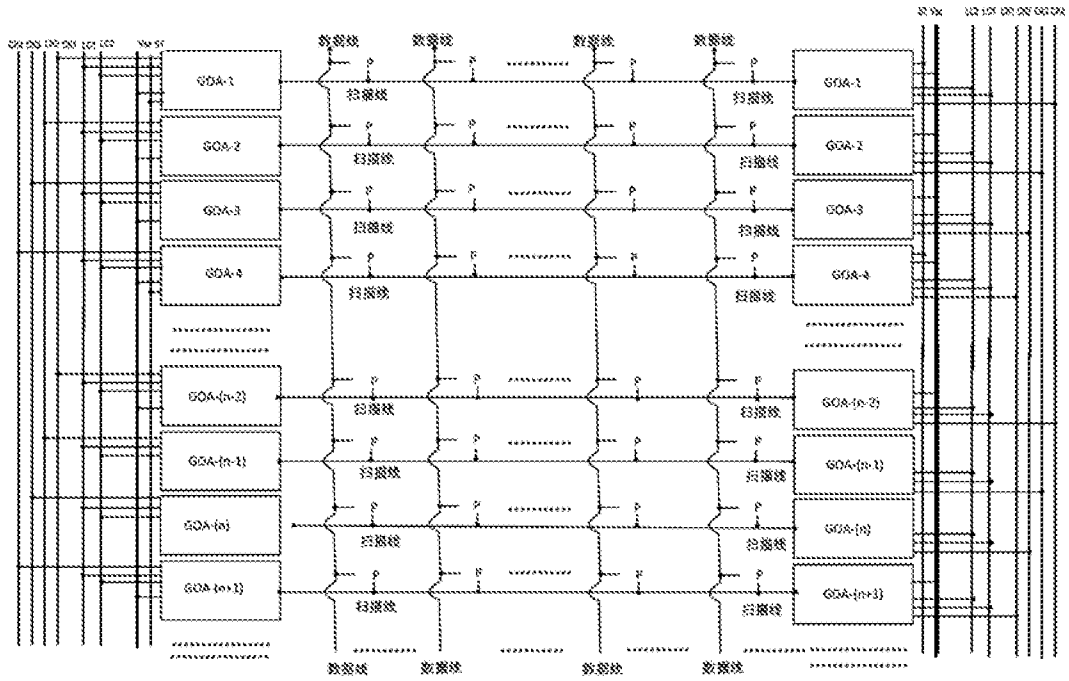 数据线 数据线 数据线 数据线
GOA-1 P P P P GOA-1
扫描线 扫描线
GOA-2 P P P P GOA-2
扫描线 扫描线
GOA-3 P P P P GOA-3
扫描线 扫描线
GOA-4 P P P P GOA-4
扫描线 扫描线
GOA-(n-2) P P P P GOA-(n-2)
扫描线 扫描线
GOA-(n-1) P P P P GOA-(n-1)
扫描线 扫描线
GOA-(n) P P P P GOA-(n)
扫描线 扫描线
GOA-(n+1) P P P P GOA-(n+1)
扫描线 扫描线
数据线 数据线 数据线 数据线